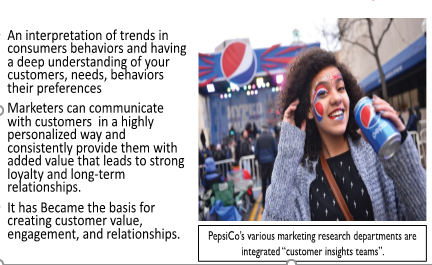 An interpretation of trends in
consumers behaviors and having
a deep understanding of your
customers, needs, behaviors
their preferences
Marketers can communicate
with customers in a highly
personalized way and
consistently provide them with
added value that leads to strong
loyalty and long-term
relationships.
It has Became the basis for
creating customer value,
engagement, and relationships.
pepsi
PepsiCo's various marketing research departments are
integrated "customer insights teams".